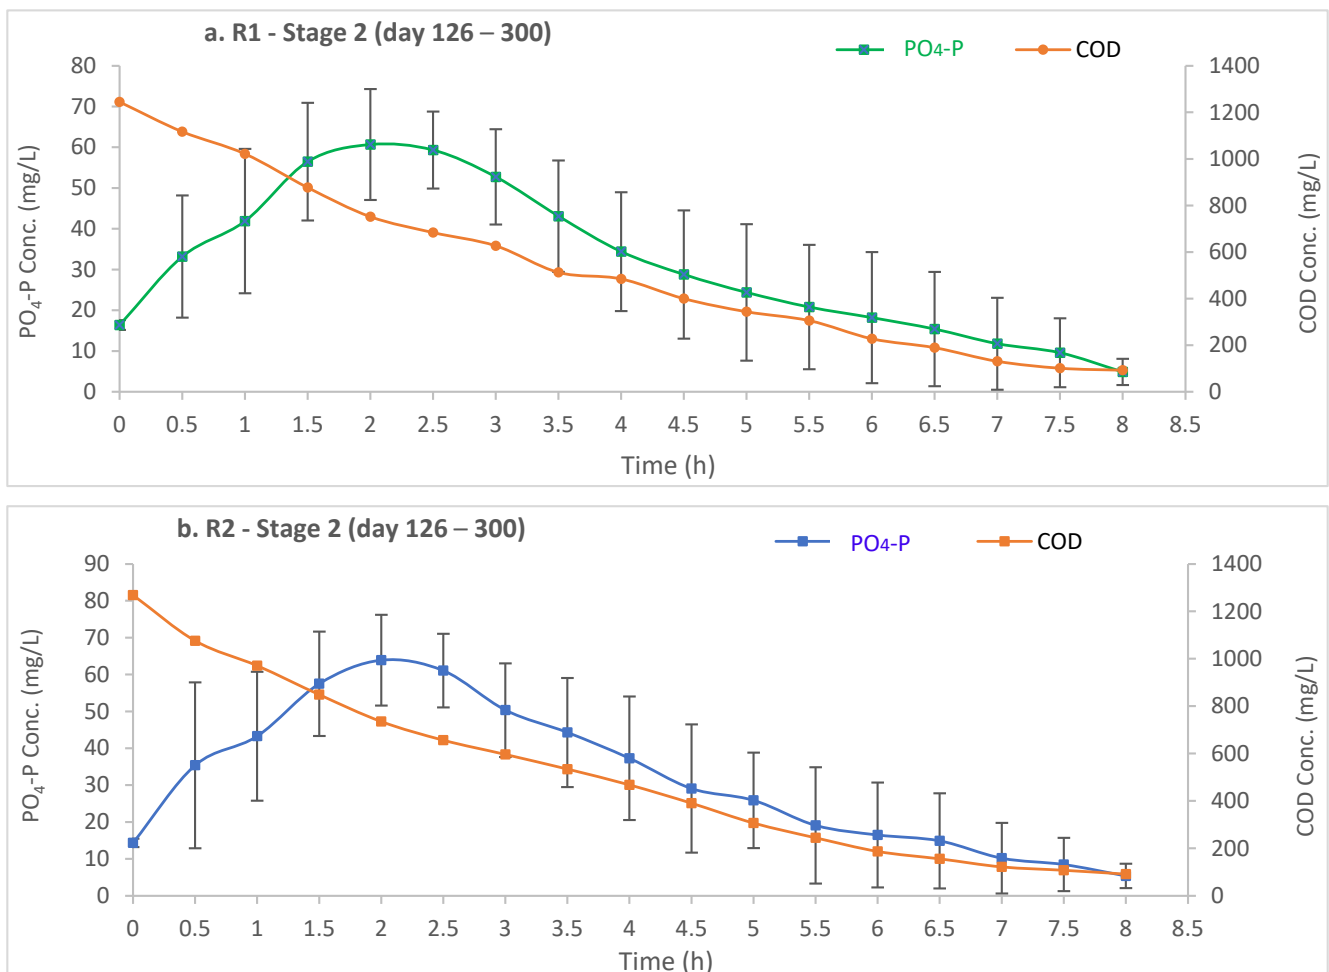 a. R1 - Stage 2 (day 126 – 300)
PO4-P COD
80 1400
70 1200
60 1000
50 800
40 600
30 400
20 200
10 0
0
PO4-P Conc. (mg/L)
COD Conc. (mg/L)
0 0.5 1 1.5 2 2.5 3 3.5 4 4.5 5 5.5 6 6.5 7 7.5 8 8.5
Time (h)
b. R2 - Stage 2 (day 126 – 300)
PO4-P COD
90 1400
80 1200
70 1000
60 800
50 600
40 400
30 200
20 0
10
0
PO4-P Conc. (mg/L)
COD Conc. (mg/L)
0 0.5 1 1.5 2 2.5 3 3.5 4 4.5 5 5.5 6 6.5 7 7.5 8 8.5
Time (h)